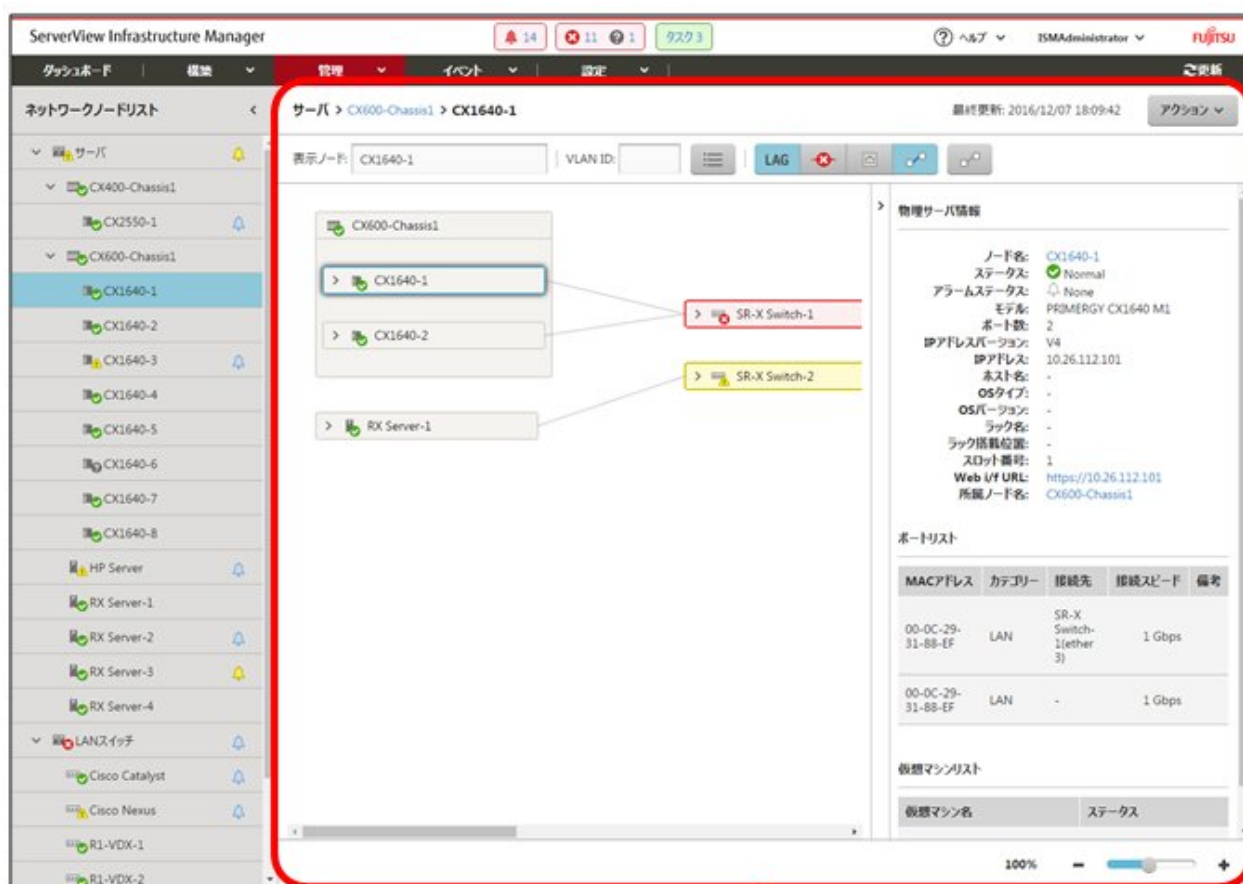 ServerView Infrastructure Manager
14
11
1
タスク 3
ヘルプ
ISMAdministrator
FUJITSU
ダッシュボード
構築
管理
イベント
設定
更新
ネットワークノードリスト
サーバ > CX600-Chassis1 > CX1640-1
最終更新: 2016/12/07 18:09:42
アクション
表示ノード: CX1640-1
VLAN ID:
LAG
サーバ
CX400-Chassis1
CX2550-1
CX600-Chassis1
CX1640-1
CX1640-2
CX1640-3
CX1640-4
CX1640-5
CX1640-6
CX1640-7
CX1640-8
HP Server
RX Server-1
RX Server-2
RX Server-3
RX Server-4
LANスイッチ
Cisco Catalyst
Cisco Nexus
R1-VDX-1
R1-VDX-2
CX600-Chassis1
CX1640-1
CX1640-2
RX Server-1
SR-X Switch-1
SR-X Switch-2
物理サーバ情報
ノード名: CX1640-1
ステータス: Normal
アラームステータス: None
モデル: PRIMERGY CX1640 M1
ポート数: 2
IPアドレスバージョン: V4
IPアドレス: 10.26.112.101
ホスト名: -
OSタイプ: -
OSバージョン: -
ラック名: -
ラック搭載位置: -
スロット番号: 1
Web i/f URL: https://10.26.112.101
所属ノード名: CX600-Chassis1
ポートリスト
MACアドレス カテゴリー 接続先 接続スピード 備考
00-0C-29-
31-88-EF
LAN
SR-X
Switch-
1(ether
3)
1 Gbps
00-0C-29-
31-88-EF
LAN
-
1 Gbps
仮想マシンリスト
仮想マシン名 ステータス
100%